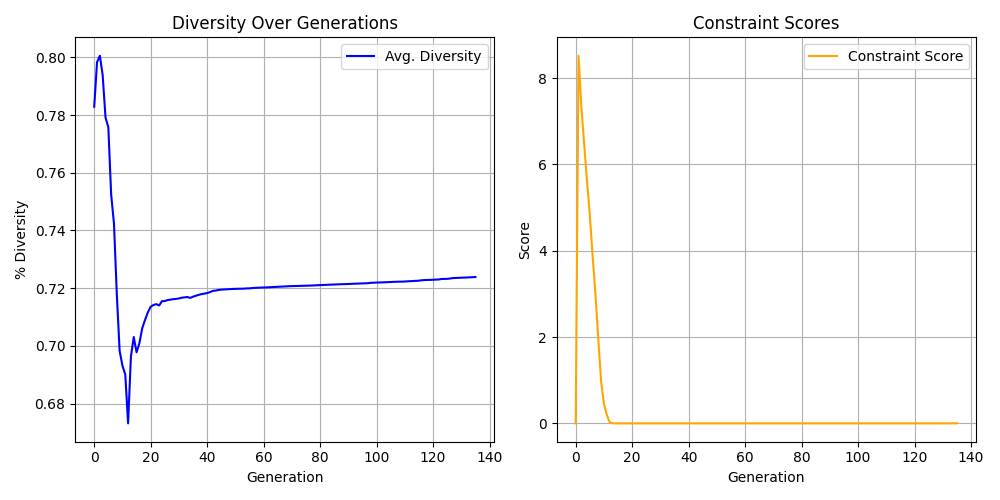 Diversity Over Generations
Avg. Diversity
% Diversity
0.80
0.78
0.76
0.74
0.72
0.70
0.68
0 20 40 60 80 100 120 140
Generation
Constraint Scores
Constraint Score
Score
8
6
4
2
0
0 20 40 60 80 100 120 140
Generation